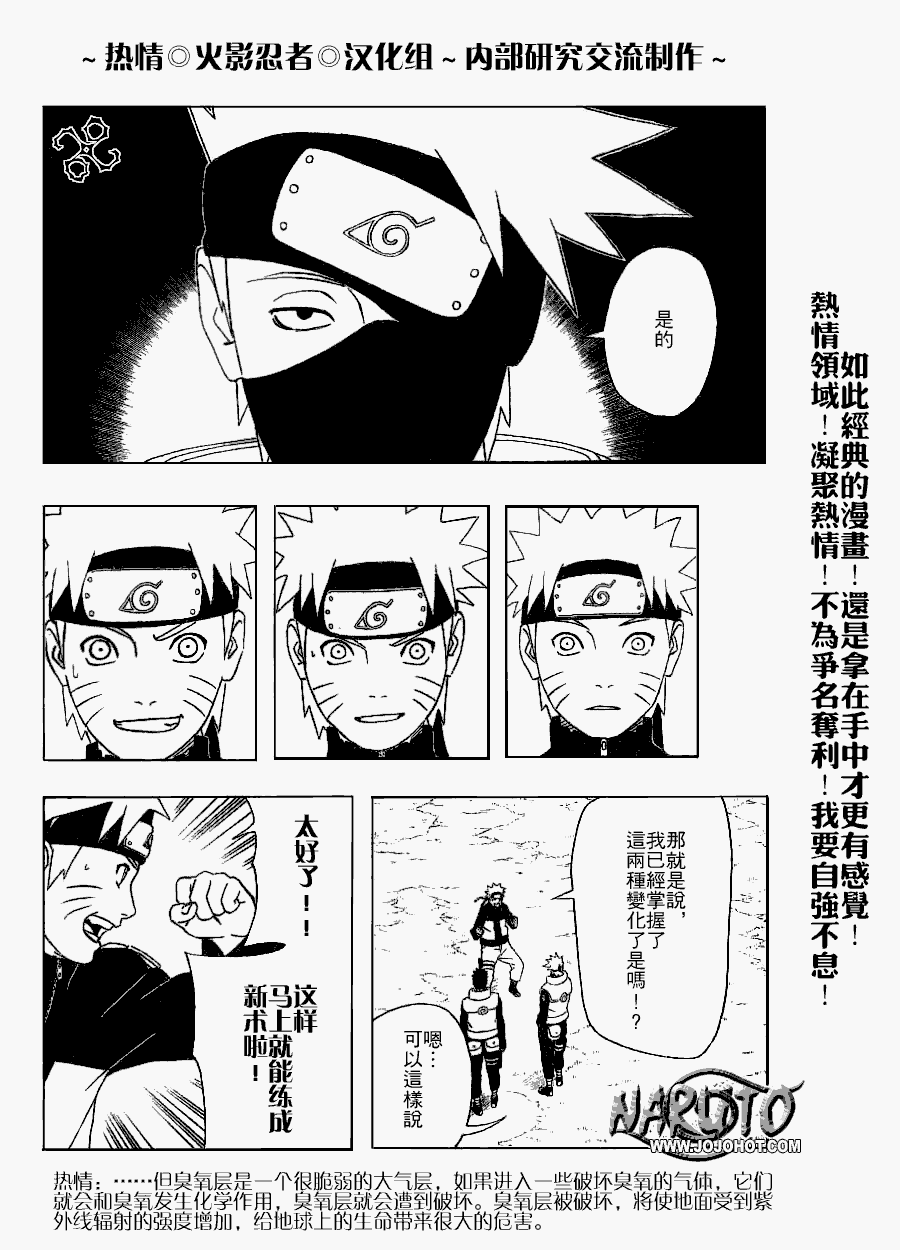 ~热情◎火影忍者◎汉化组~内部研究交流制作~
是的
如此經典的漫畫！還是拿在手中才更有感覺！
熱情領域！凝聚熱情！不為爭名奪利！我要自強不息！
那就是說，
我已經掌握了
這兩種變化了是嗎！？
嗯…
可以這樣說
太好了！！
这样
马上就能练成
新术啦！
NARUTO
WWW.JOJOHOT.COM
热情：……但臭氧层是一个很脆弱的大气层，如果进入一些破坏臭氧的气体，它们
就会和臭氧发生化学作用，臭氧层就会遭到破坏。臭氧层被破坏，将使地面受到紫
外线辐射的强度增加，给地球上的生命带来很大的危害。